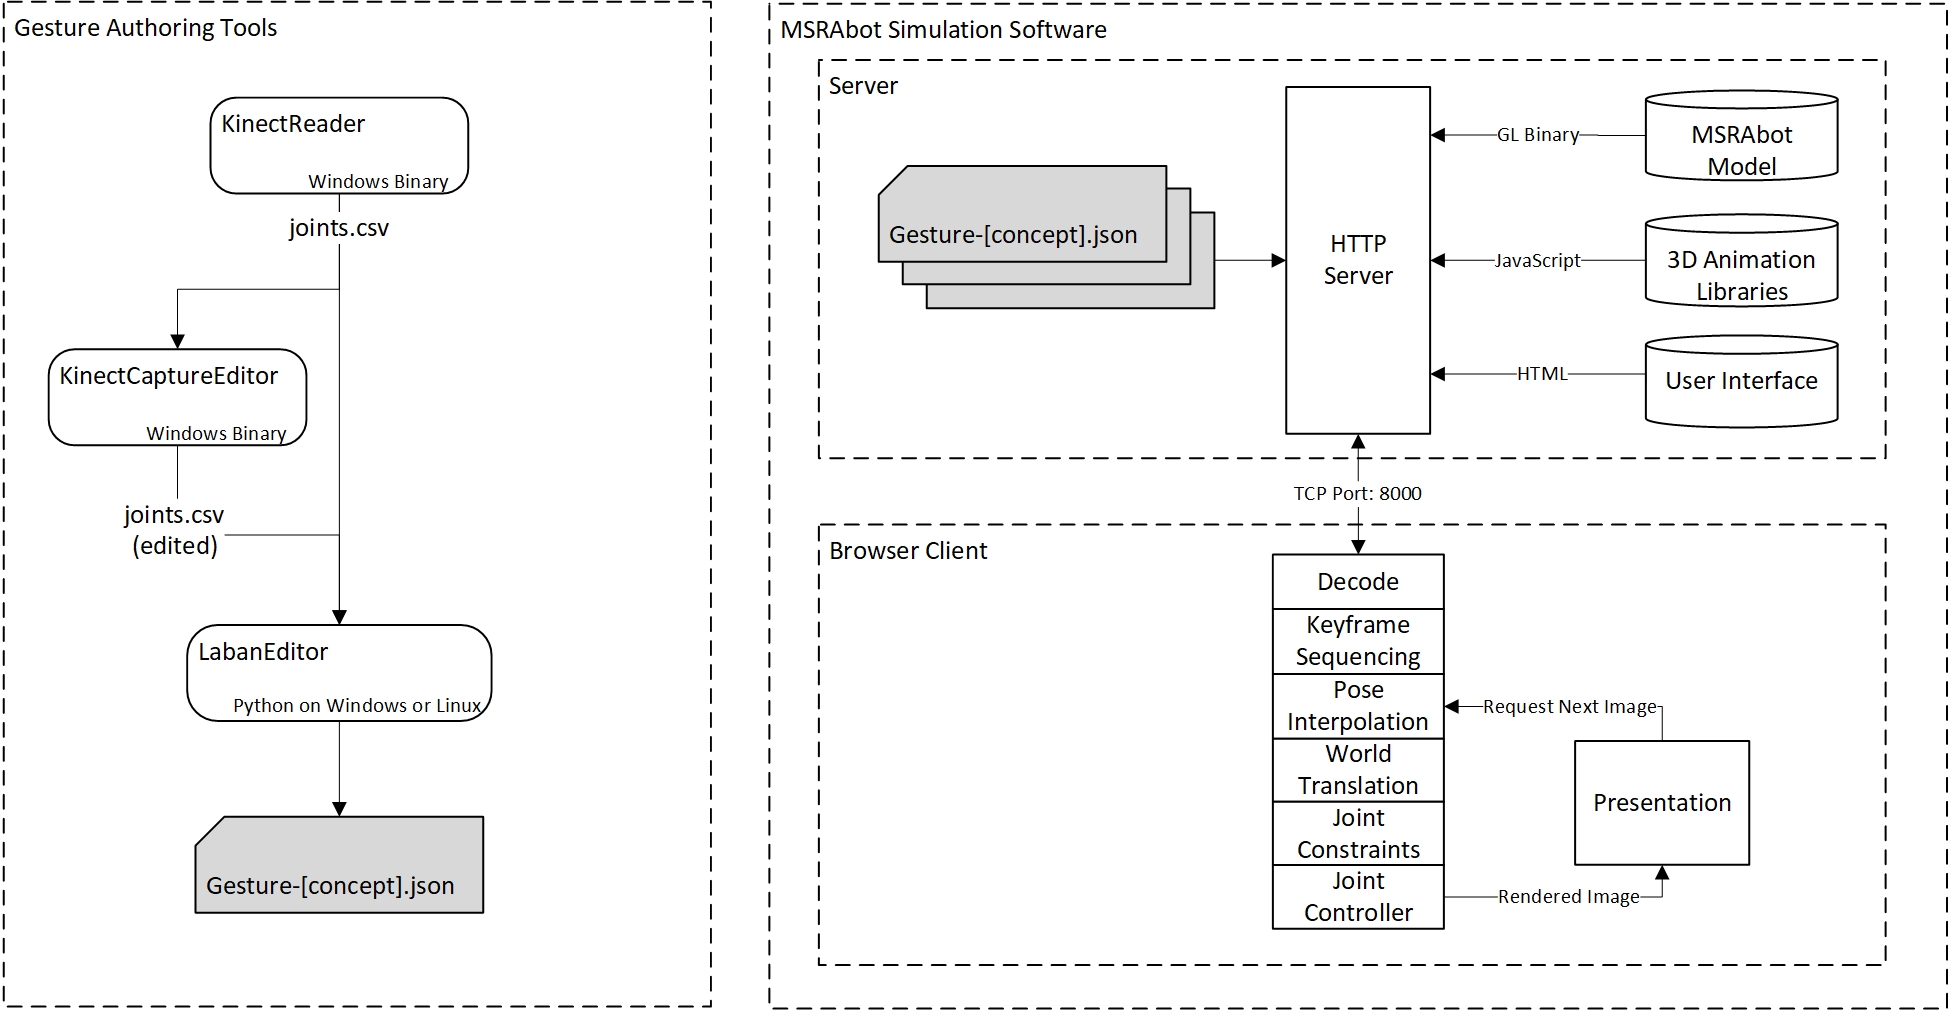 Gesture Authoring Tools
KinectReader
Windows Binary
joints.csv
KinectCaptureEditor
Windows Binary
joints.csv
(edited)
LabanEditor
Python on Windows or Linux
Gesture-[concept].json
MSRAbot Simulation Software
Server
Gesture-[concept].json
HTTP
Server
GL Binary
MSRAbot
Model
JavaScript
3D Animation
Libraries
HTML
User Interface
TCP Port: 8000
Browser Client
Decode
Keyframe
Sequencing
Pose
Interpolation
World
Translation
Joint
Constraints
Joint
Controller
Request Next Image
Presentation
Rendered Image